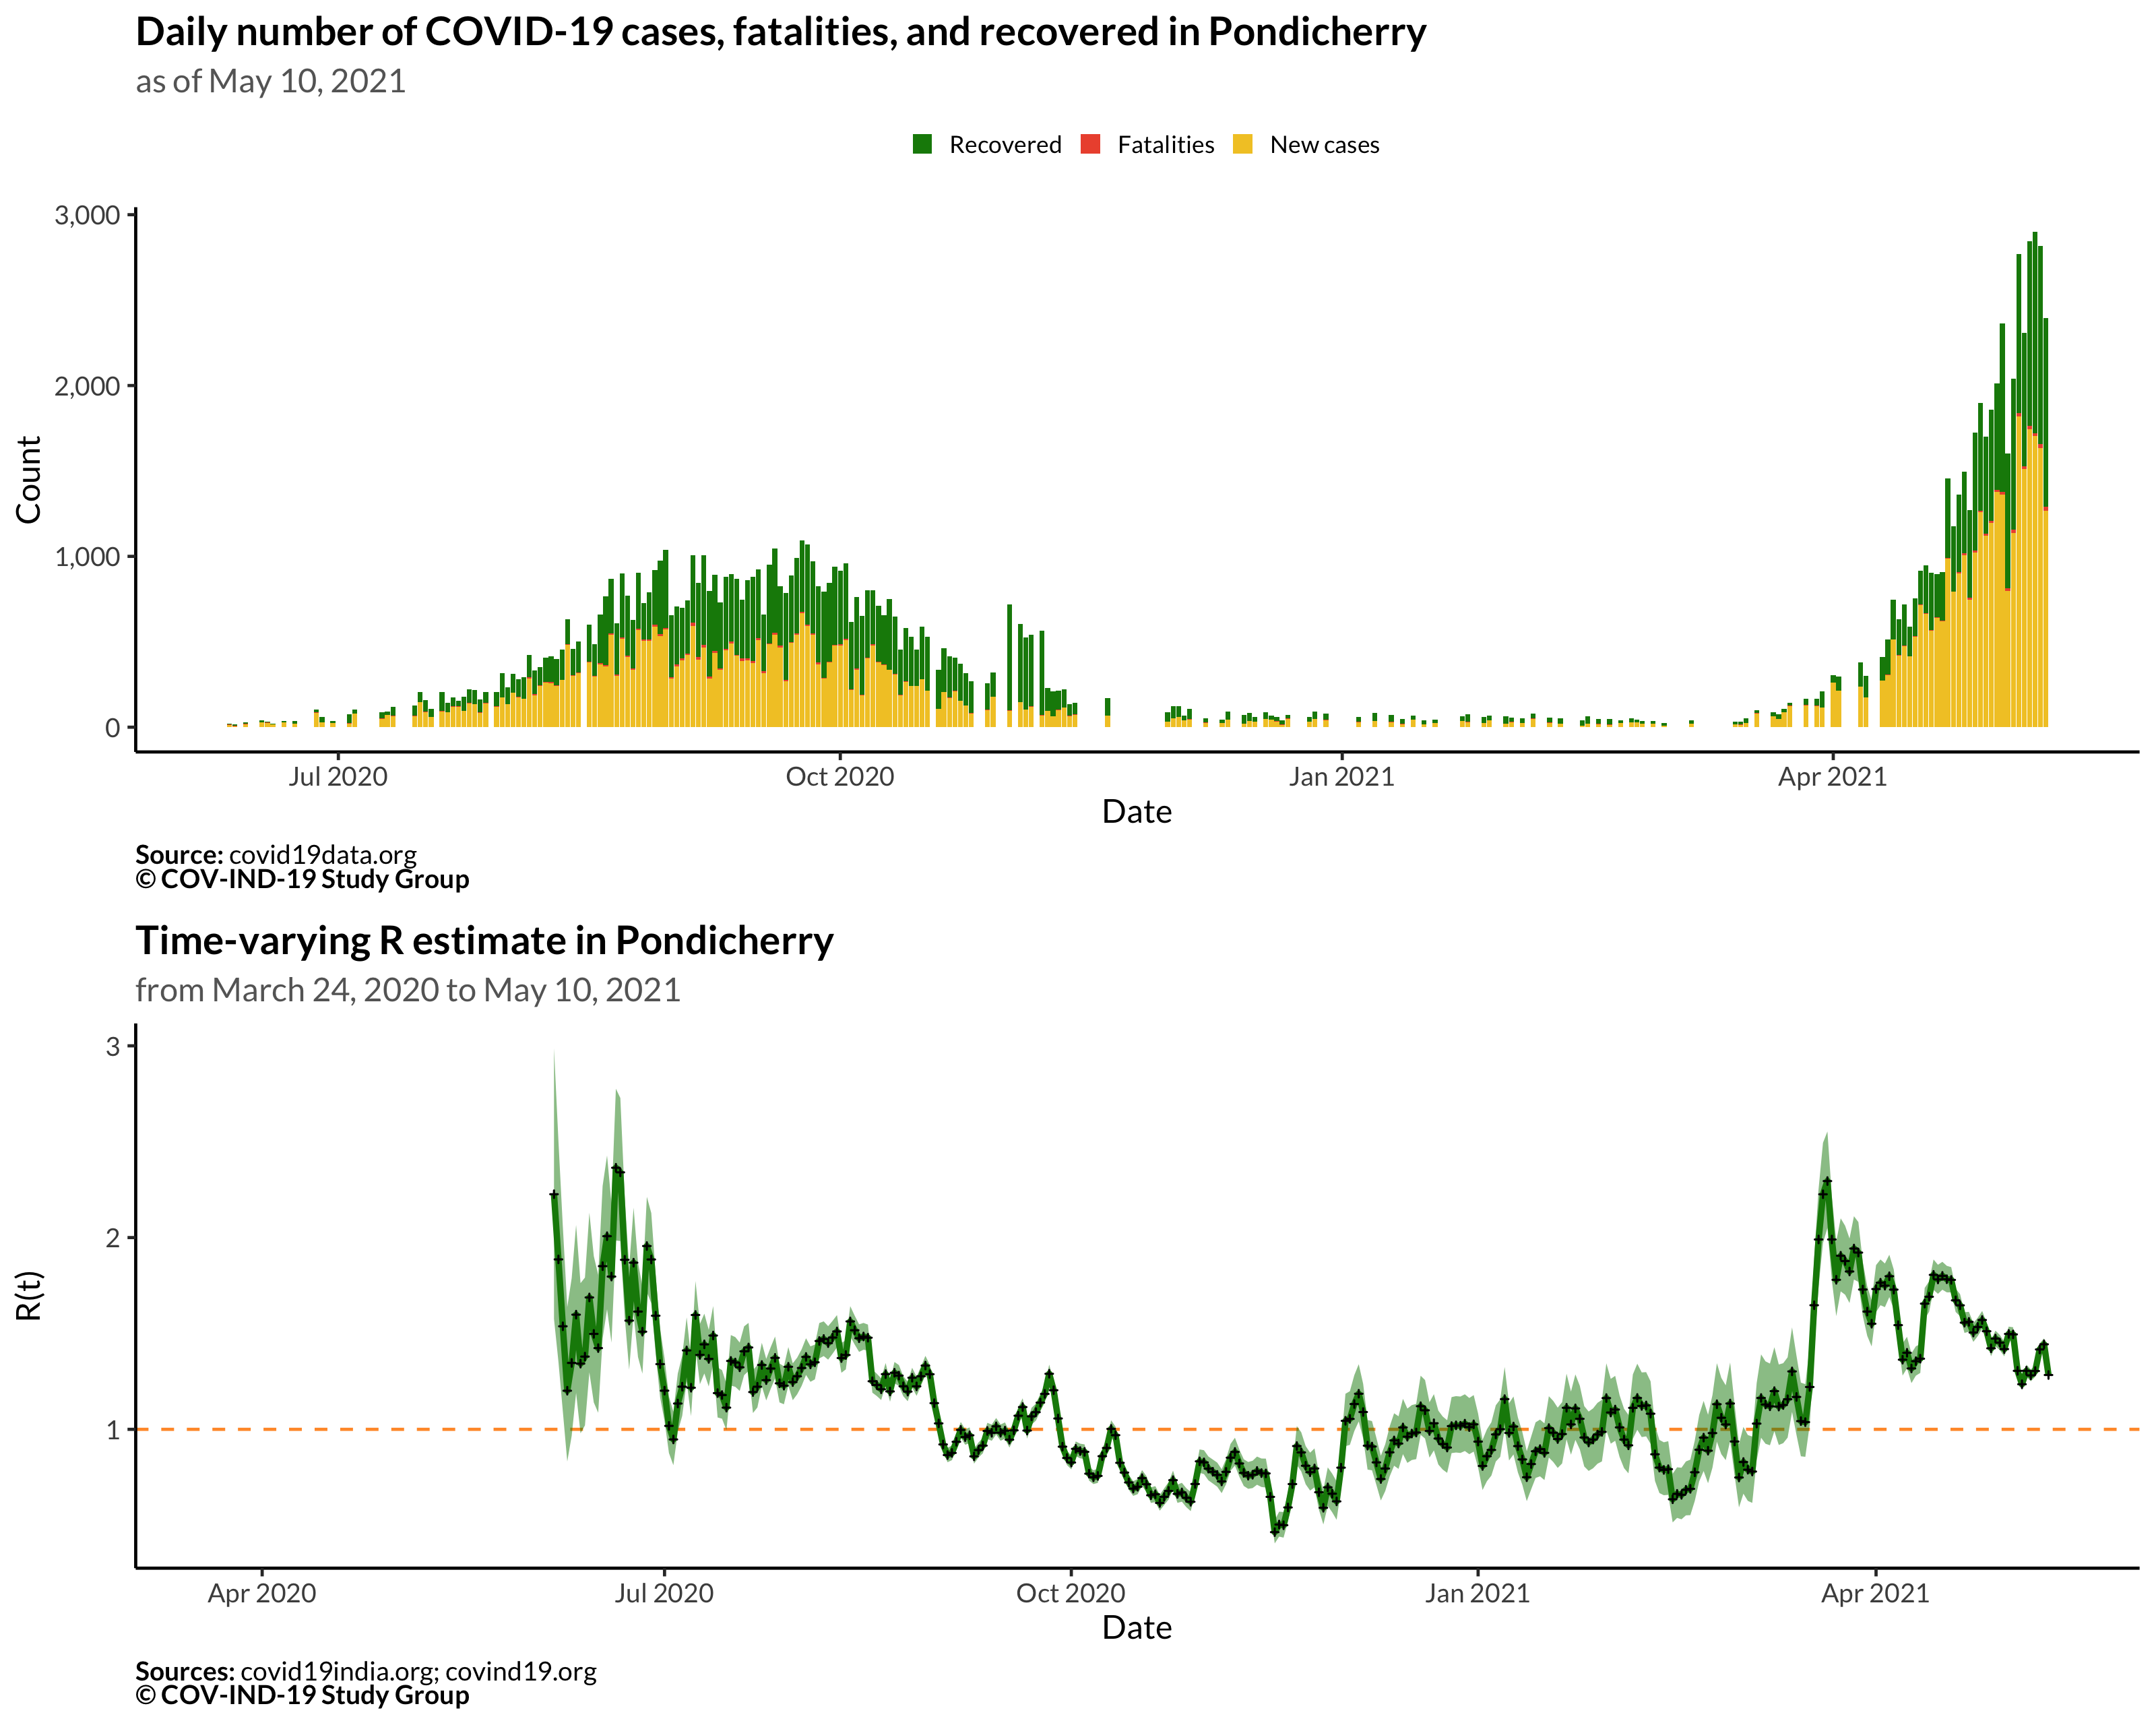 Daily number of COVID-19 cases, fatalities, and recovered in Pondicherry
as of May 10, 2021
Recovered Fatalities New cases
3,000
2,000
1,000
0
Count
Jul 2020 Oct 2020 Jan 2021 Apr 2021
Date
Source: covid19data.org
© COV-IND-19 Study Group
Time-varying R estimate in Pondicherry
from March 24, 2020 to May 10, 2021
3
2
1
R(t)
Apr 2020 Jul 2020 Oct 2020 Jan 2021 Apr 2021
Date
Sources: covid19india.org; covind19.org
© COV-IND-19 Study Group